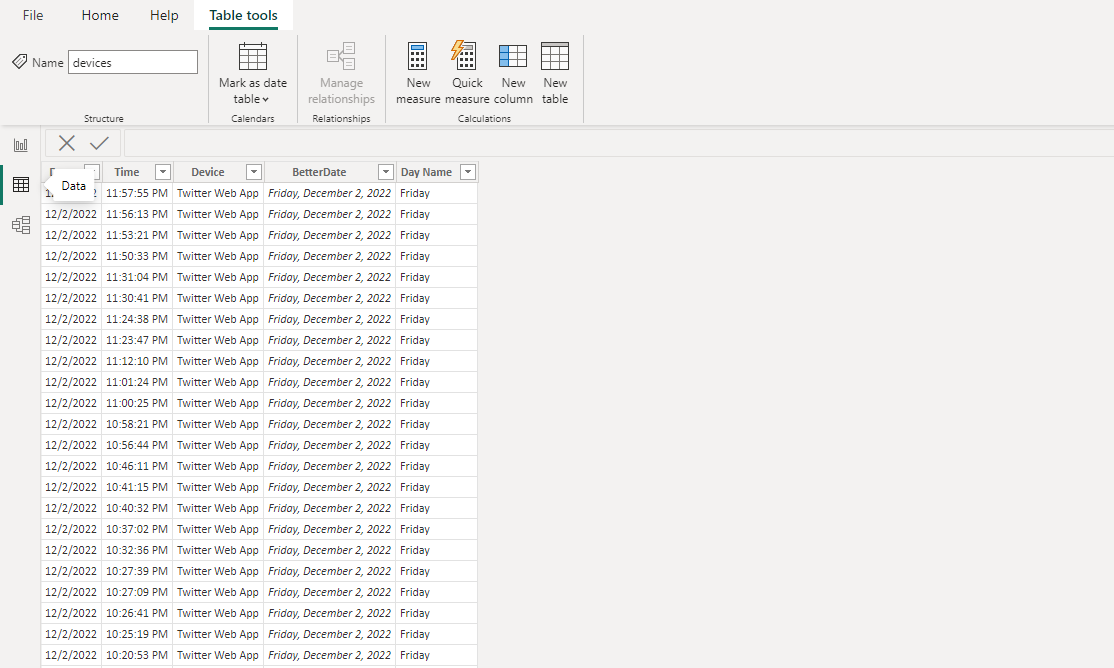 File Home Help Table tools
Name devices
Mark as date table
Manage relationships
New measure
Quick measure
New column
New table
Structure Calendars Relationships Calculations
Time Device BetterDate Day Name
Data
11:57:55 PM Twitter Web App Friday, December 2, 2022 Friday
12/2/2022 11:56:13 PM Twitter Web App Friday, December 2, 2022 Friday
12/2/2022 11:53:21 PM Twitter Web App Friday, December 2, 2022 Friday
12/2/2022 11:50:33 PM Twitter Web App Friday, December 2, 2022 Friday
12/2/2022 11:31:04 PM Twitter Web App Friday, December 2, 2022 Friday
12/2/2022 11:30:41 PM Twitter Web App Friday, December 2, 2022 Friday
12/2/2022 11:24:38 PM Twitter Web App Friday, December 2, 2022 Friday
12/2/2022 11:23:47 PM Twitter Web App Friday, December 2, 2022 Friday
12/2/2022 11:12:10 PM Twitter Web App Friday, December 2, 2022 Friday
12/2/2022 11:01:24 PM Twitter Web App Friday, December 2, 2022 Friday
12/2/2022 11:00:25 PM Twitter Web App Friday, December 2, 2022 Friday
12/2/2022 10:58:21 PM Twitter Web App Friday, December 2, 2022 Friday
12/2/2022 10:56:44 PM Twitter Web App Friday, December 2, 2022 Friday
12/2/2022 10:46:11 PM Twitter Web App Friday, December 2, 2022 Friday
12/2/2022 10:41:15 PM Twitter Web App Friday, December 2, 2022 Friday
12/2/2022 10:40:32 PM Twitter Web App Friday, December 2, 2022 Friday
12/2/2022 10:37:02 PM Twitter Web App Friday, December 2, 2022 Friday
12/2/2022 10:32:36 PM Twitter Web App Friday, December 2, 2022 Friday
12/2/2022 10:27:39 PM Twitter Web App Friday, December 2, 2022 Friday
12/2/2022 10:27:09 PM Twitter Web App Friday, December 2, 2022 Friday
12/2/2022 10:26:41 PM Twitter Web App Friday, December 2, 2022 Friday
12/2/2022 10:25:19 PM Twitter Web App Friday, December 2, 2022 Friday
12/2/2022 10:20:53 PM Twitter Web App Friday, December 2, 2022 Friday